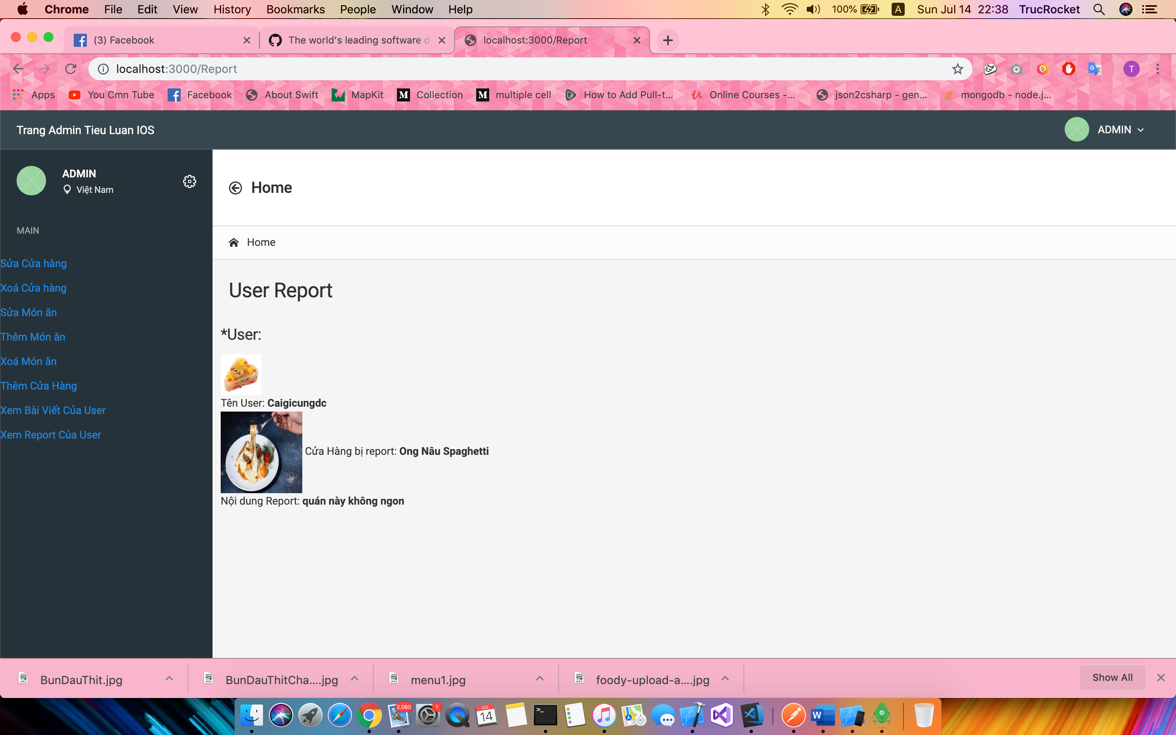 Chrome File Edit View History Bookmarks People Window Help 100% A Sun Jul 14 22:38 TrucRocket
(3) Facebook The world's leading software d localhost:3000/Report
localhost:3000/Report T
Apps You Cmn Tube Facebook About Swift MapKit Collection multiple cell How to Add Pull-t... Online Courses -... json2csharp - gen... mongodb - node.j...
Trang Admin Tieu Luan IOS ADMIN
ADMIN
Việt Nam
Home
MAIN
Home
Sửa Cửa hàng
Xoá Cửa hàng
Sửa Món ăn
Thêm Món ăn
Xoá Món ăn
Thêm Cửa Hàng
Xem Bài Viết Của User
Xem Report Của User
User Report
*User:
Tên User: Caigicungdc
Cửa Hàng bị report: Ong Nâu Spaghetti
Nội dung Report: quán này không ngon
BunDauThit.jpg BunDauThitCha....jpg menu1.jpg foody-upload-a....jpg Show All
2,060 1 JUL 14